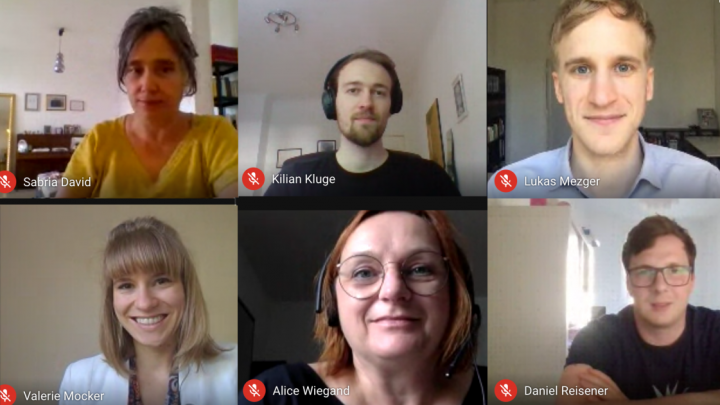 Sabria David
Kilian Kluge
Lukas Mezger
Valerie Mocker
Alice Wiegand
Daniel Reisener